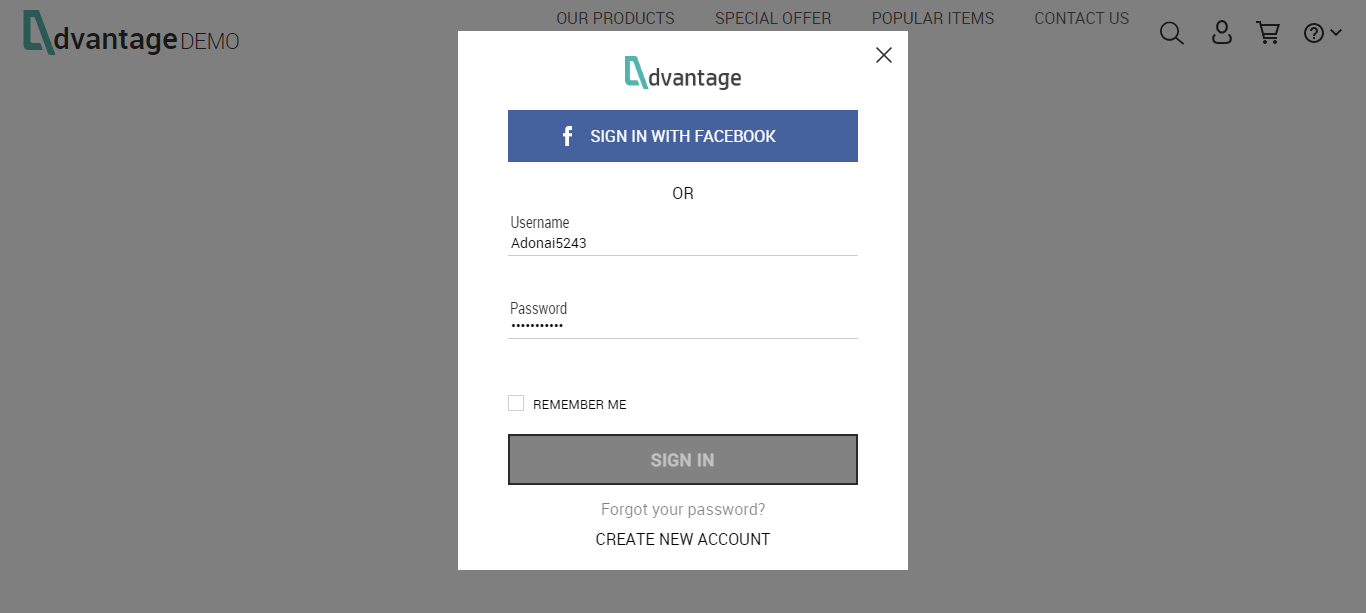 dvantage DEMO
OUR PRODUCTS SPECIAL OFFER POPULAR ITEMS CONTACT US
dvantage
f SIGN IN WITH FACEBOOK
OR
Username
Adonai5243
Password
•••••••••••
REMEMBER ME
SIGN IN
Forgot your password?
CREATE NEW ACCOUNT